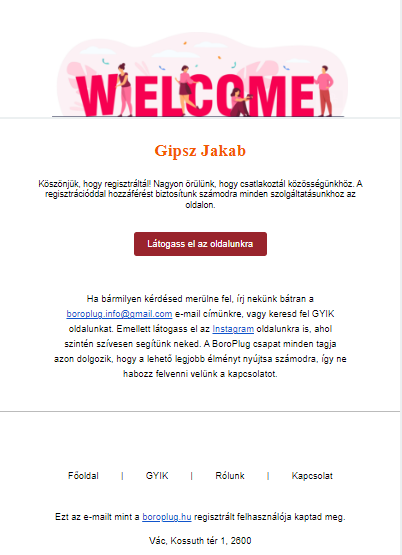 WELCOME
Gipsz Jakab
Köszönjük, hogy regisztráltál! Nagyon örülünk, hogy csatlakoztál közösségünkhöz. A
regisztrációddal hozzáférést biztosítunk számodra minden szolgáltatásunkhoz az
oldalon.
Látogass el az oldalunkra
Ha bármilyen kérdésed merülne fel, írj nekünk bátran a
boroplug.info@gmail.com e-mail címünkre, vagy keresd fel GYIK
oldalunkat. Emellett látogass el az Instagram oldalunkra is, ahol
szintén szívesen segítünk neked. A BoroPlug csapat minden tagja
azon dolgozik, hogy a lehető legjobb élményt nyújtsa számodra, így ne
habozz felvenni velünk a kapcsolatot.
Főoldal | GYIK | Rólunk | Kapcsolat
Ezt az e-mailt mint a boroplug.hu regisztrált felhasználója kaptad meg.
Vác, Kossuth tér 1, 2600